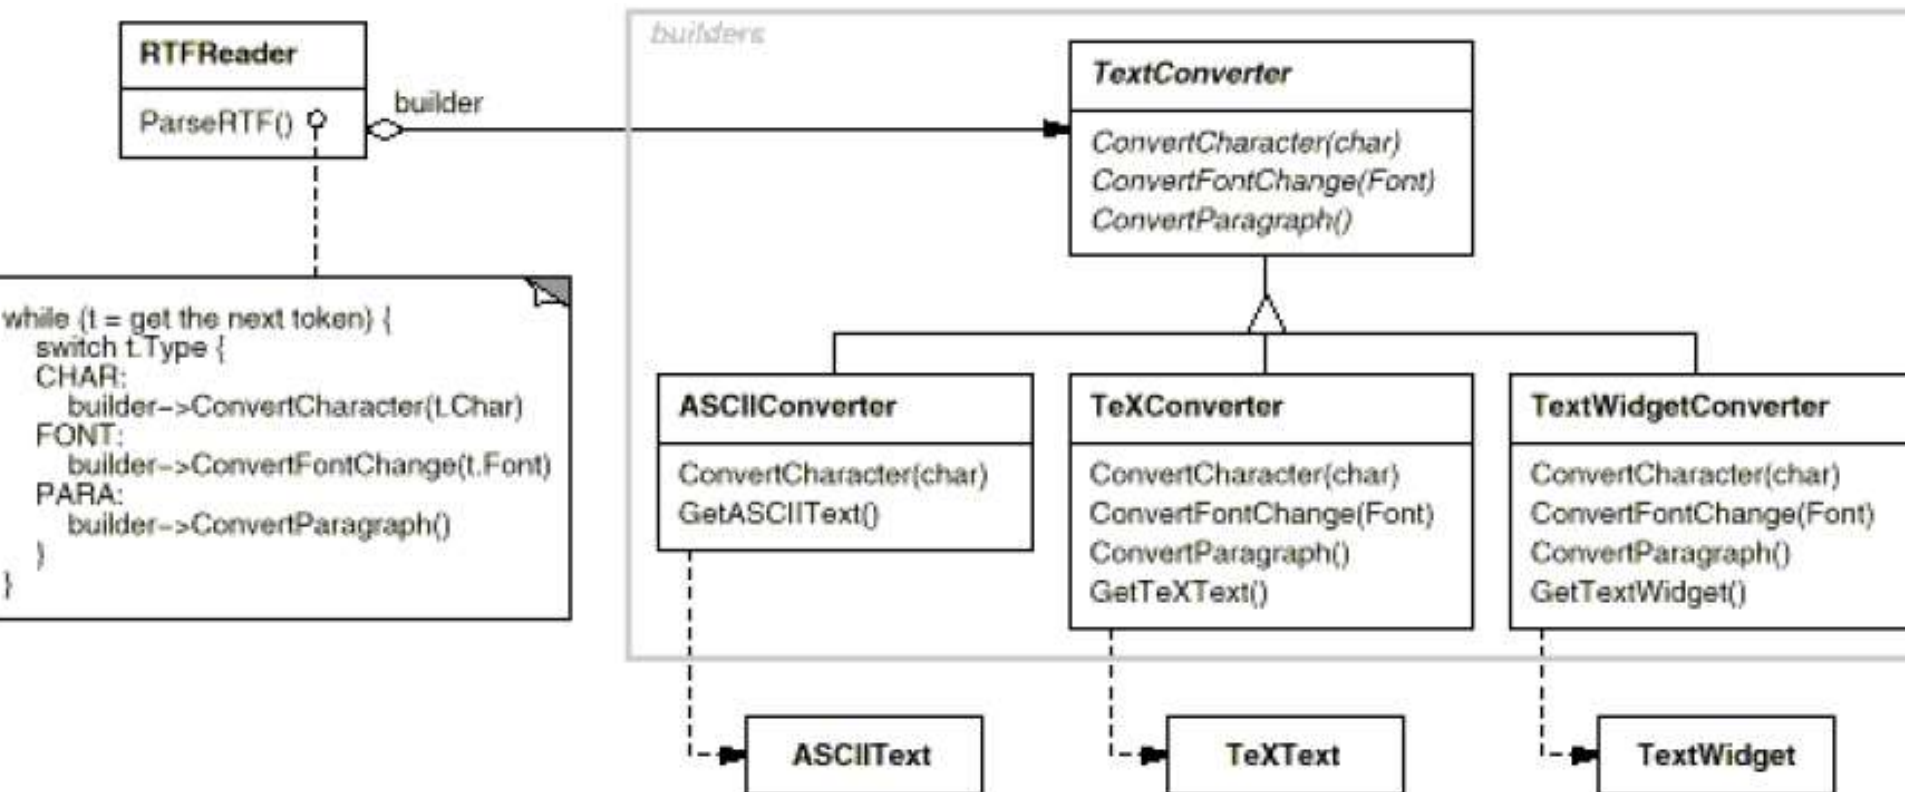 RTFReader
ParseRTF()
builder
builders
TextConverter
ConvertCharacter(char)
ConvertFontChange(Font)
ConvertParagraph()
while (t = get the next token) {
switch t.Type {
CHAR:
builder->ConvertCharacter(t.Char)
FONT:
builder->ConvertFontChange(t.Font)
PARA:
builder->ConvertParagraph()
}
}
ASCIIConverter
ConvertCharacter(char)
GetASCIIText()
TeXConverter
ConvertCharacter(char)
ConvertFontChange(Font)
ConvertParagraph()
GetTeXText()
TextWidgetConverter
ConvertCharacter(char)
ConvertFontChange(Font)
ConvertParagraph()
GetTextWidget()
ASCIIText
TeXText
TextWidget